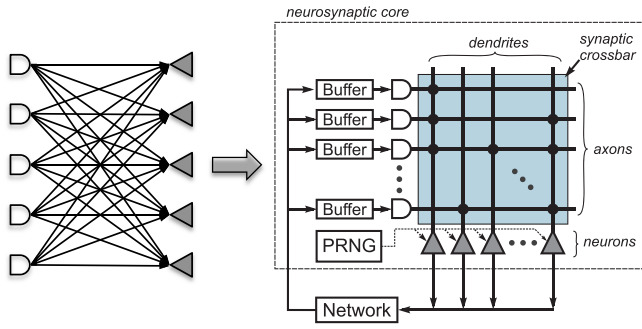 neurosynaptic core
dendrites
synaptic
crossbar
Buffer
Buffer
Buffer
axons
Buffer
PRNG
neurons
Network